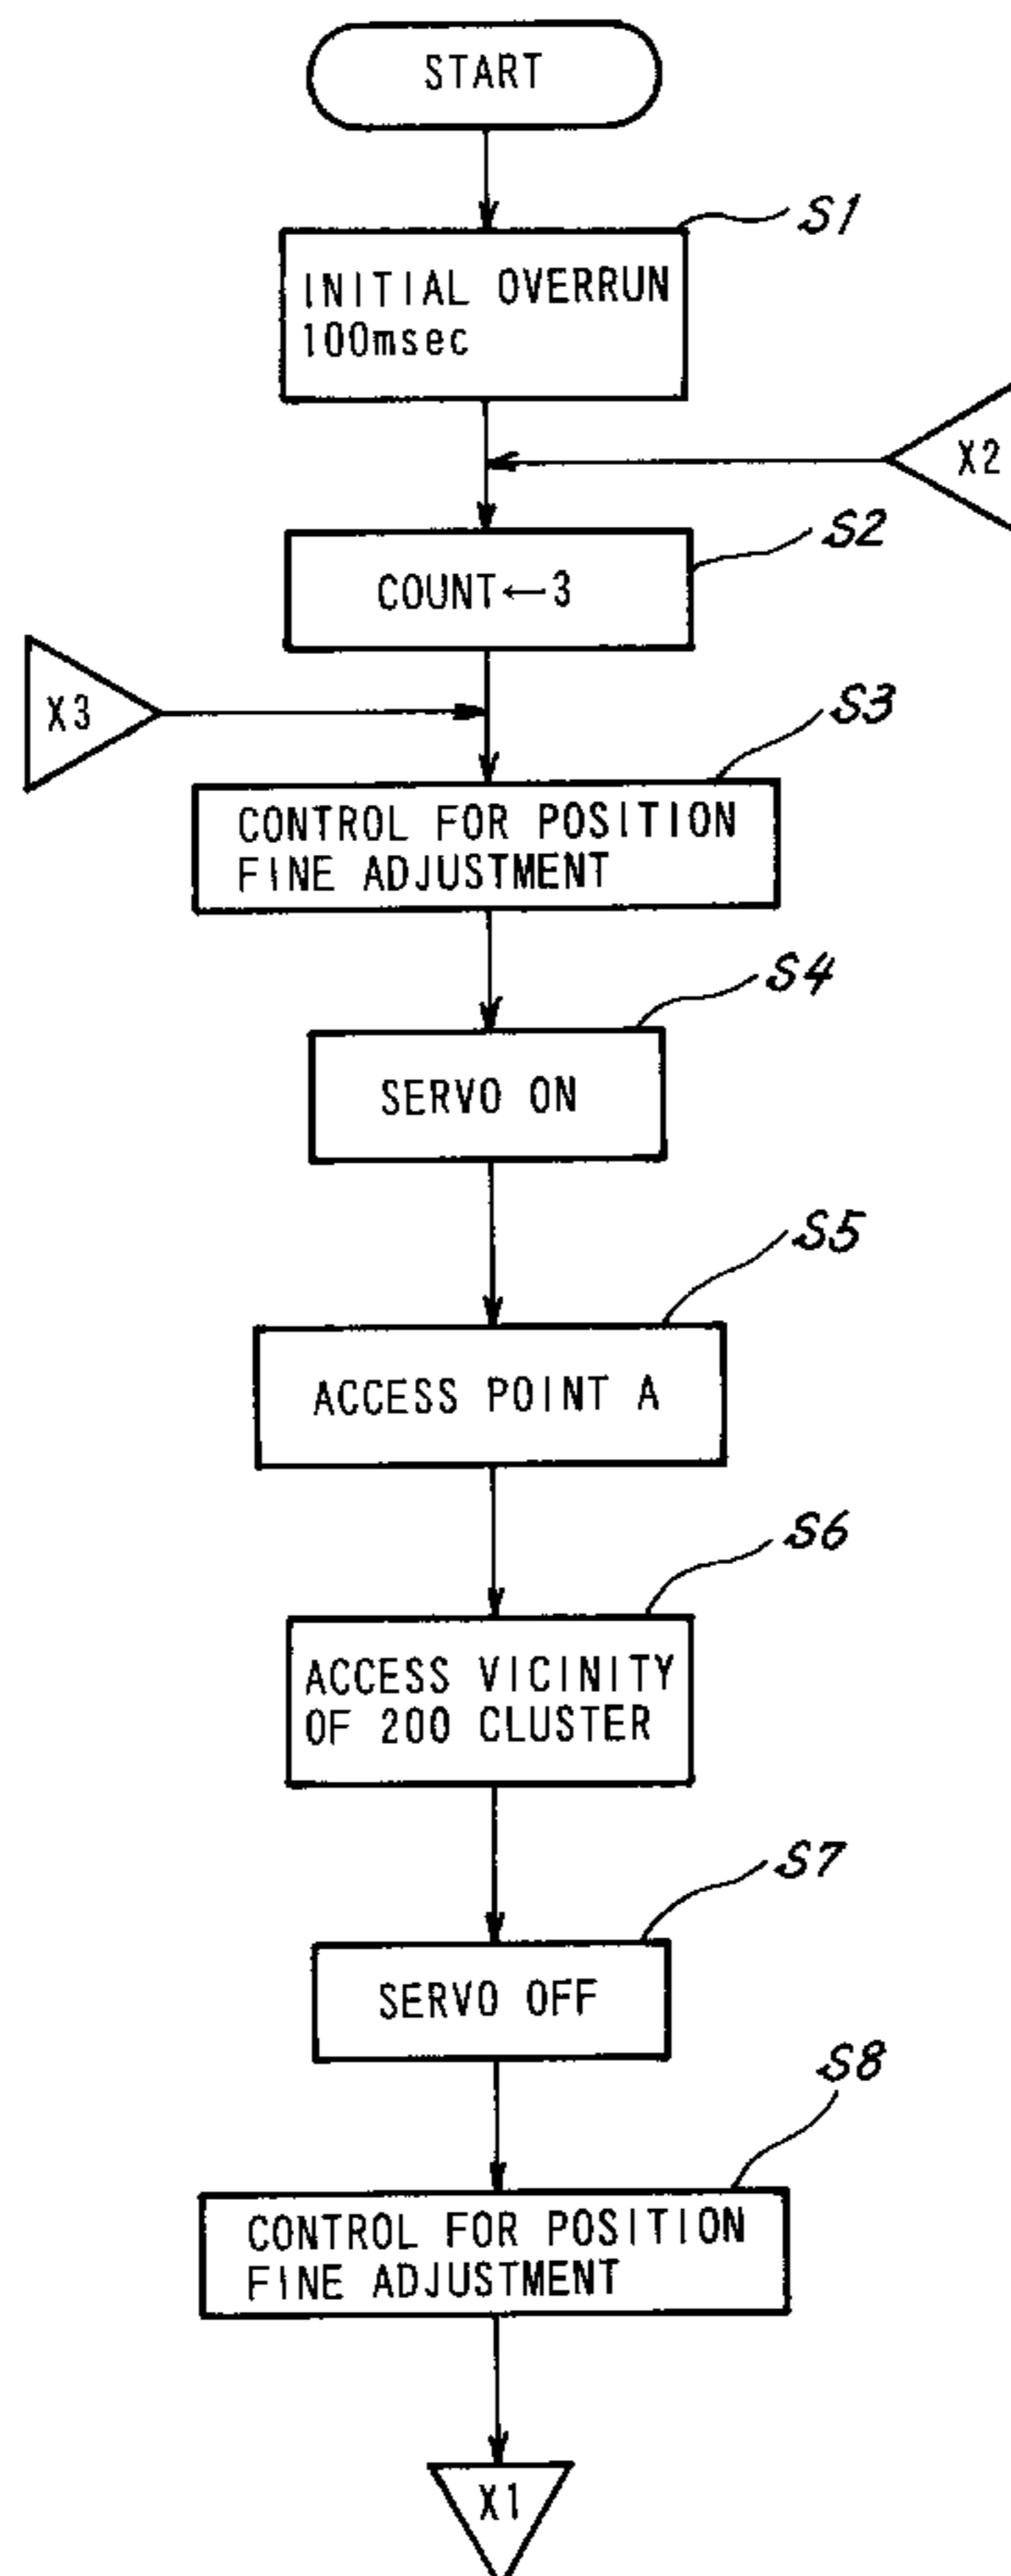 START
S1
INITIAL OVERRUN
100msec
X2
S2
COUNT←3
X3
S3
CONTROL FOR POSITION
FINE ADJUSTMENT
S4
SERVO ON
S5
ACCESS POINT A
S6
ACCESS VICINITY
OF 200 CLUSTER
S7
SERVO OFF
S8
CONTROL FOR POSITION
FINE ADJUSTMENT
X1